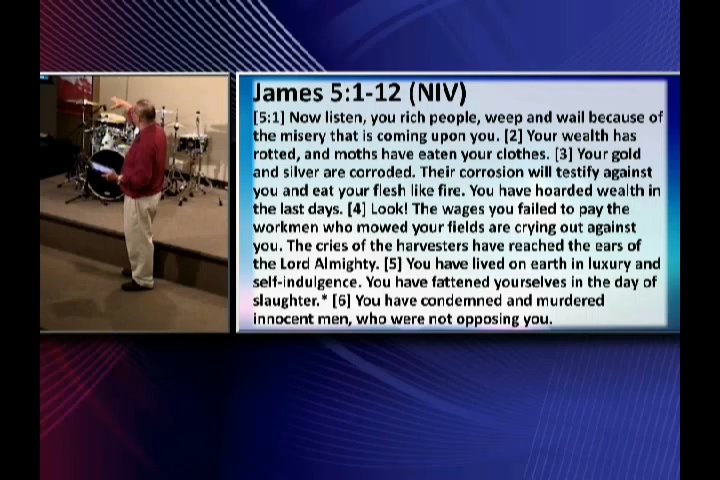 James 5:1-12 (NIV)
[5:1] Now listen, you rich people, weep and wail because of
the misery that is coming upon you. [2] Your wealth has
rotted, and moths have eaten your clothes. [3] Your gold
and silver are corroded. Their corrosion will testify against
you and eat your flesh like fire. You have hoarded wealth in
the last days. [4] Look! The wages you failed to pay the
workmen who mowed your fields are crying out against
you. The cries of the harvesters have reached the ears of
the Lord Almighty. [5] You have lived on earth in luxury and
self-indulgence. You have fattened yourselves in the day of
slaughter.* [6] You have condemned and murdered
innocent men, who were not opposing you.